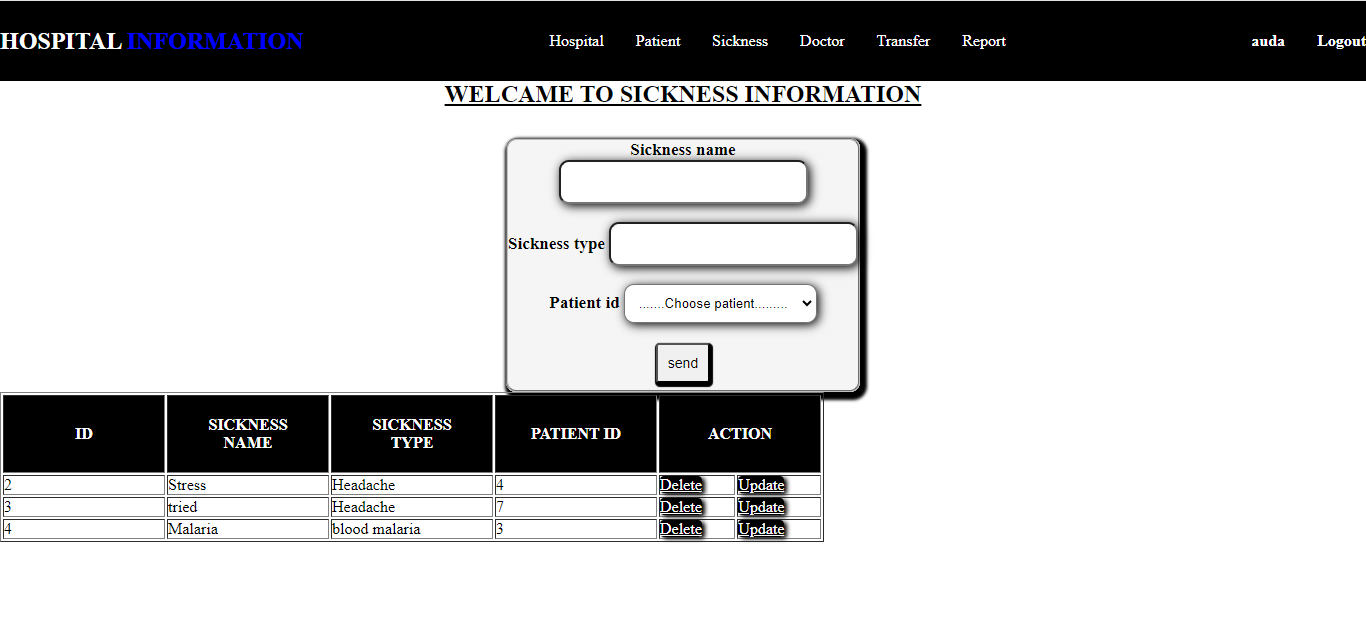 HOSPITAL INFORMATION Hospital Patient Sickness Doctor Transfer Report auda Logout
WELCAME TO SICKNESS INFORMATION
Sickness name
Sickness type
Patient id .......Choose patient.........
send
ID SICKNESS NAME SICKNESS TYPE PATIENT ID ACTION
2 Stress Headache 4 Delete Update
3 tried Headache 7 Delete Update
4 Malaria blood malaria 3 Delete Update